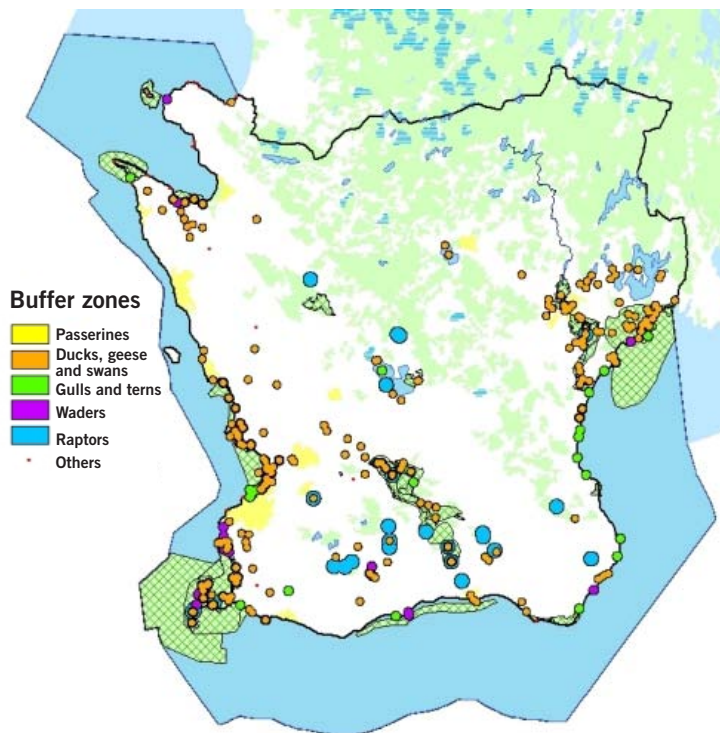 Buffer zones
Passerines
Ducks, geese
and swans
Gulls and terns
Waders
Raptors
Others